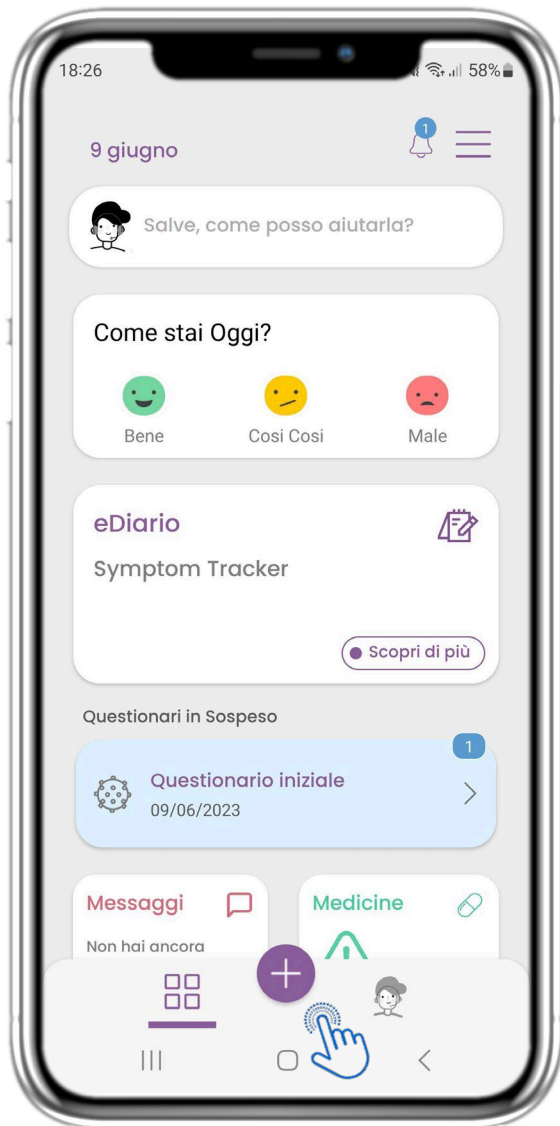 18:26
58%
9 giugno
1
Salve, come posso aiutarla?
Come stai Oggi?
Bene
Cosi Cosi
Male
eDiario
Symptom Tracker
Scopri di più
Questionari in Sospeso
1
Questionario iniziale
09/06/2023
Messaggi
Medicine
Non hai ancora